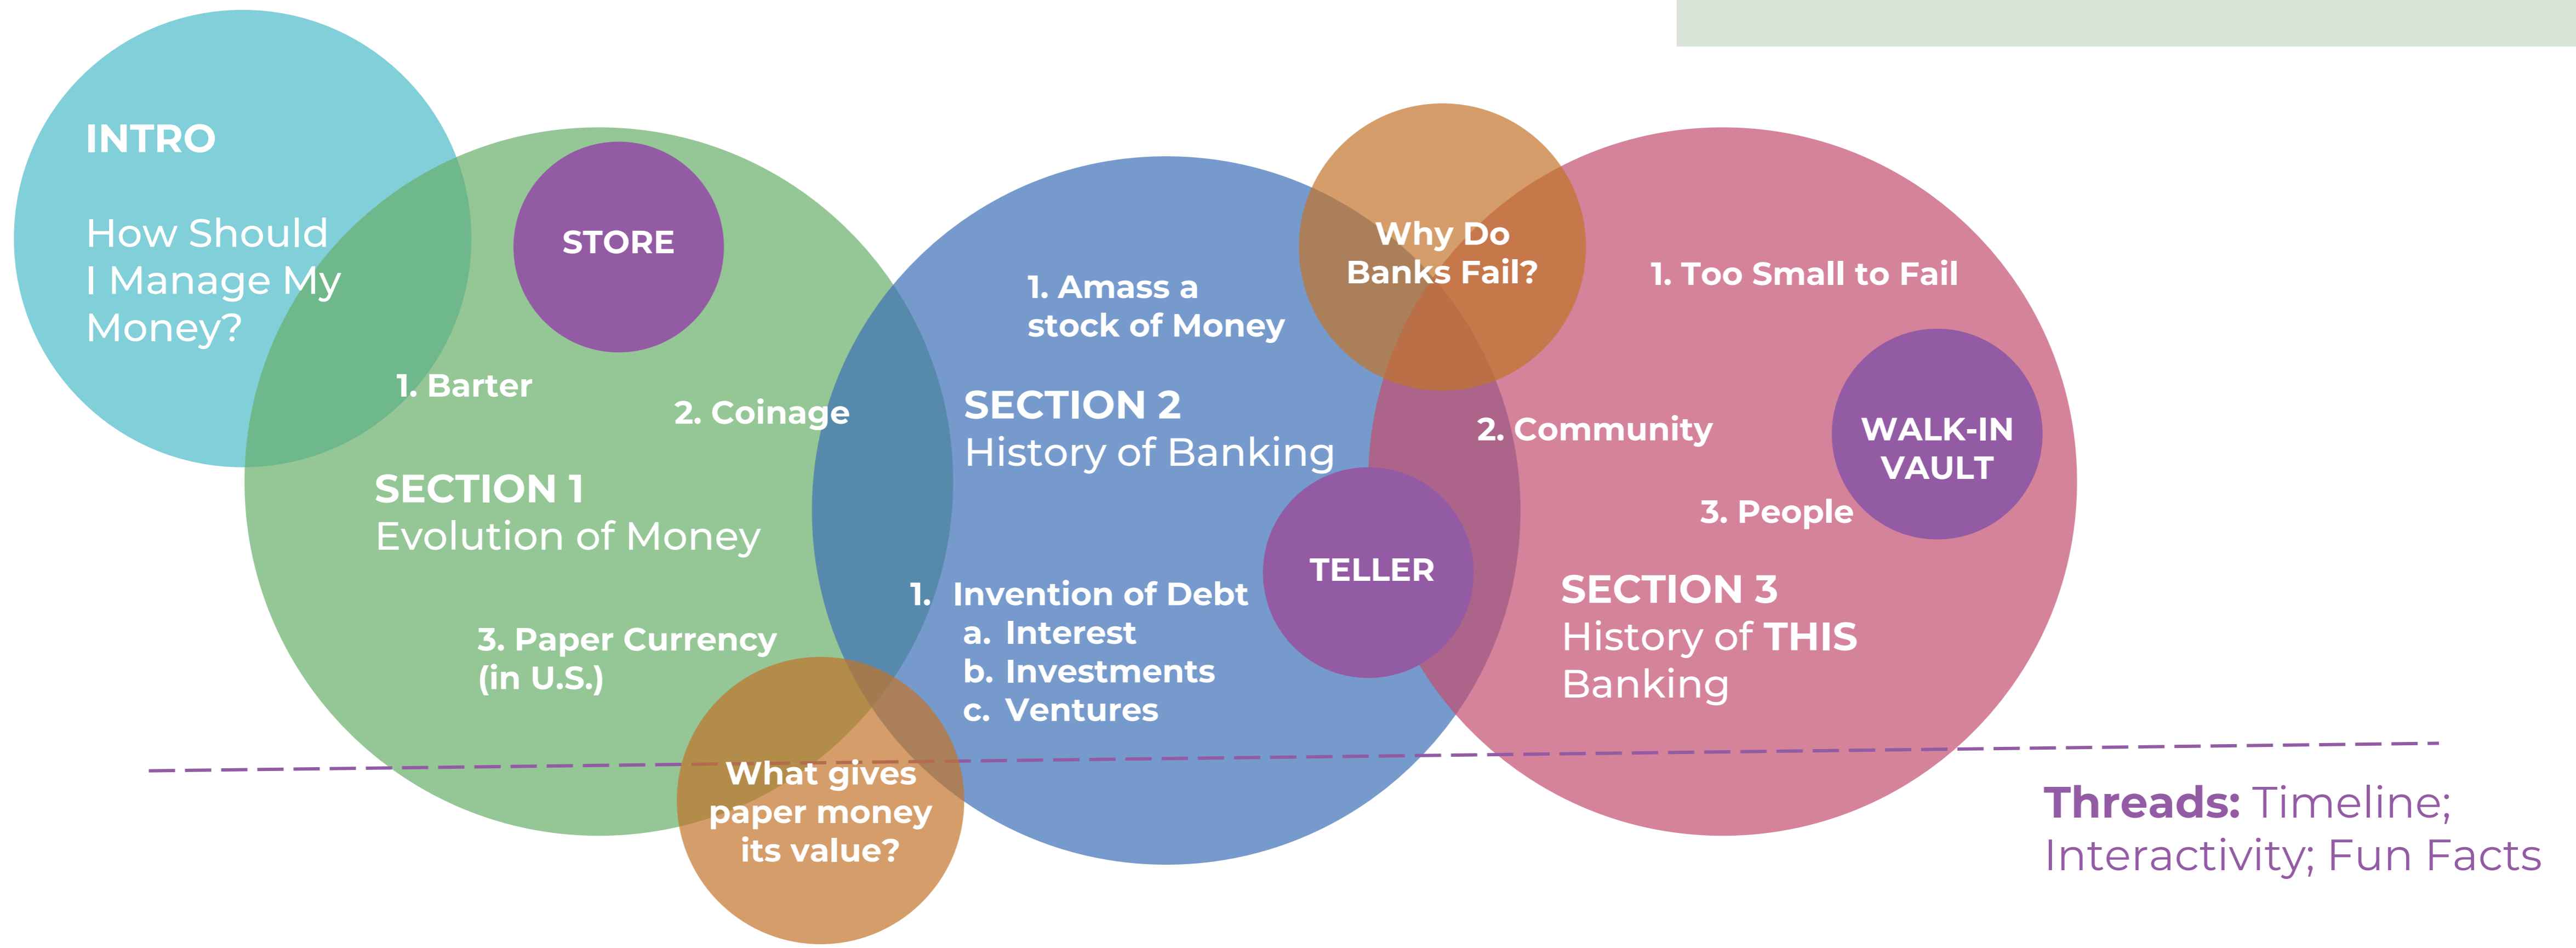 INTRO
How Should
I Manage My
Money?
STORE
1. Barter
2. Coinage
SECTION 1
Evolution of Money
3. Paper Currency
(in U.S.)
What gives
paper money
its value?
1. Amass a
stock of Money
SECTION 2
History of Banking
1. Invention of Debt
a. Interest
b. Investments
c. Ventures
TELLER
Why Do
Banks Fail?
1. Too Small to Fail
2. Community
WALK-IN
VAULT
3. People
SECTION 3
History of THIS
Banking
Threads: Timeline;
Interactivity; Fun Facts